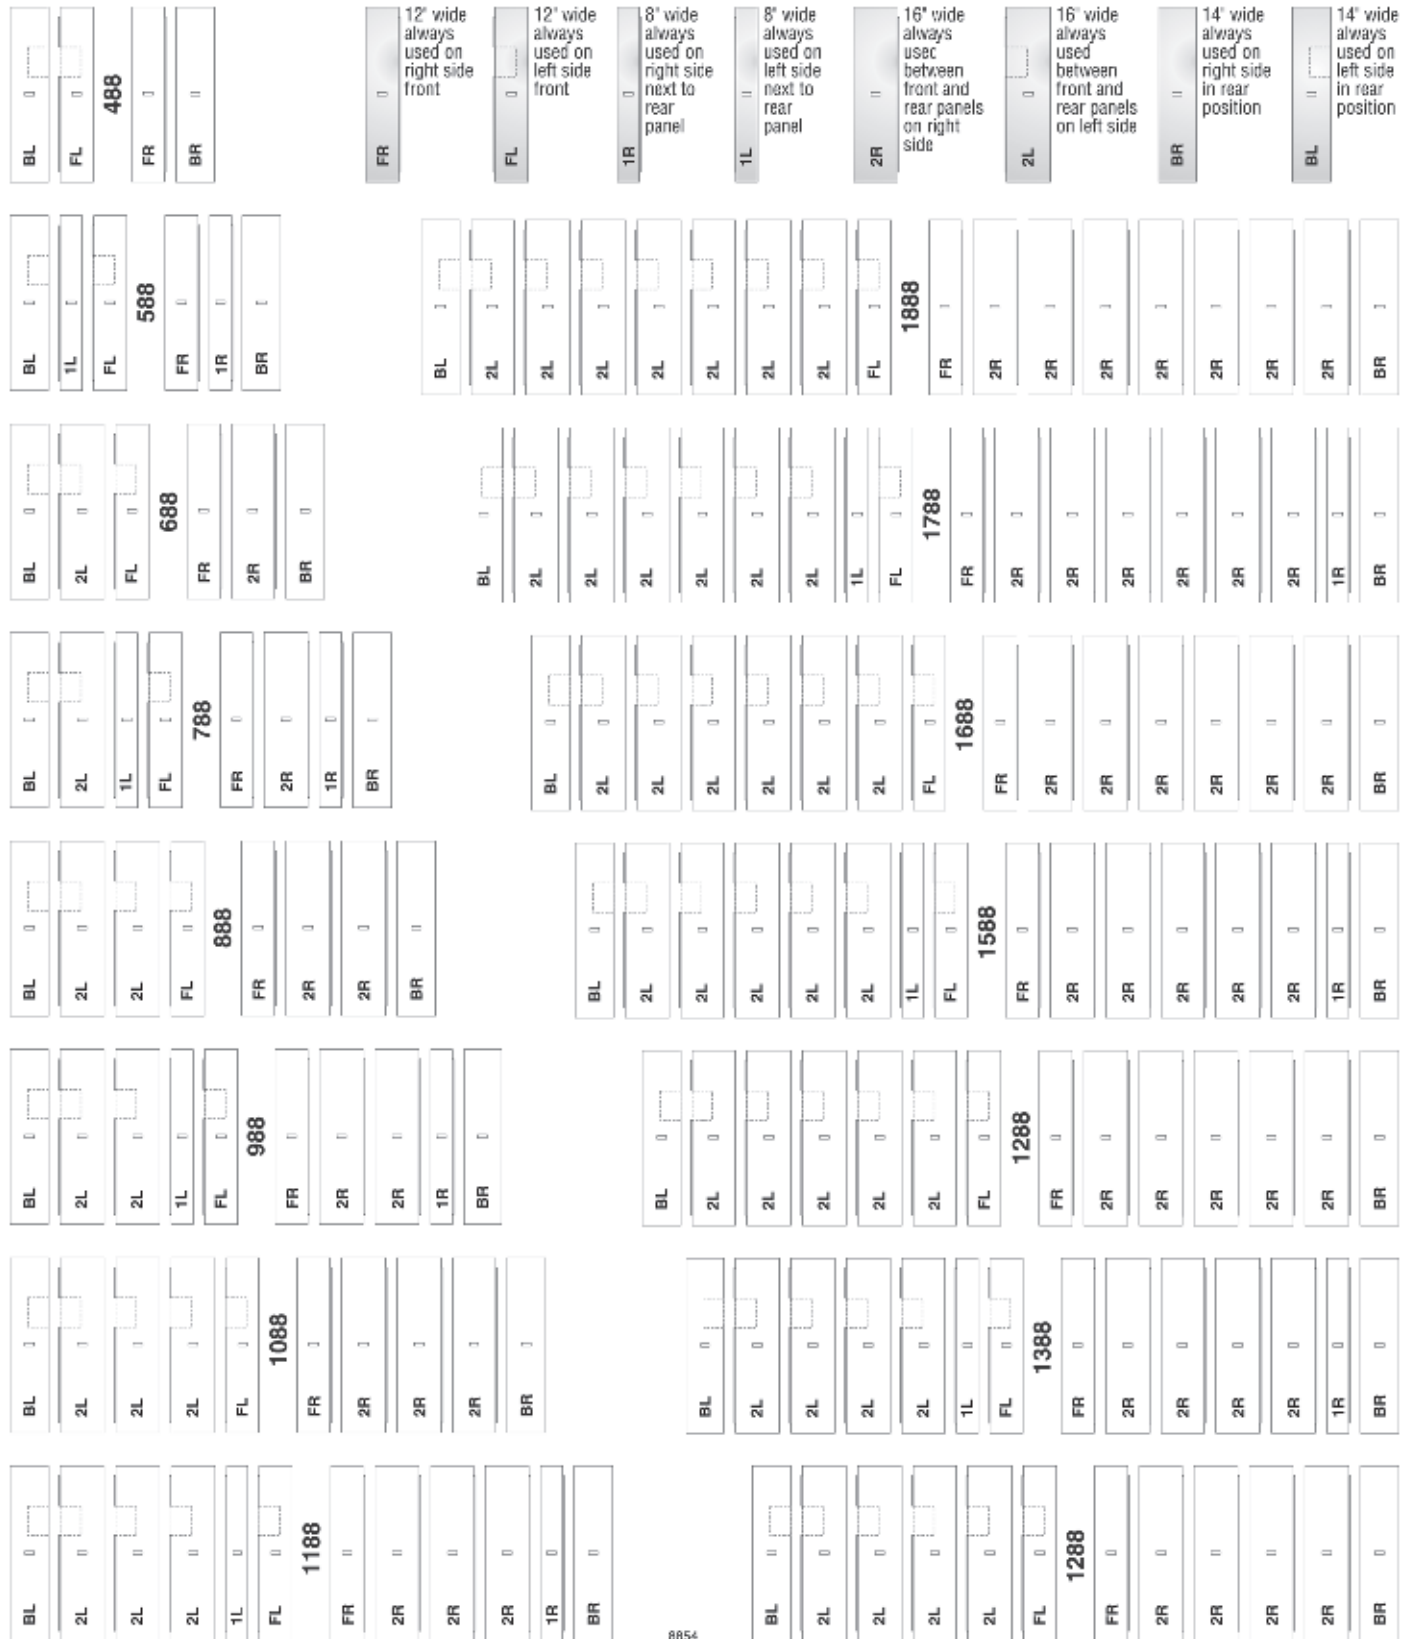 BL FL 488 FR BR
FR
12" wide
always
used on
right side
front
FL
12" wide
always
used on
left side
front
1R
8" wide
always
used on
right side
next to
rear
panel
1L
8" wide
always
used on
left side
next to
rear
panel
2R
16" wide
always
used
between
front and
rear panels
on right
side
2L
16" wide
always
used
between
front and
rear panels
on left side
BR
14" wide
always
used on
right side
in rear
position
BL
14" wide
always
used on
left side
in rear
position
BL 1L FL 588 FR 1R BR
BL 2L 2L 2L 2L 2L 2L 2L FL 1888 FR 2R 2R 2R 2R 2R 2R 2R BR
BL 2L FL 688 FR 2R BR
BL 2L 2L 2L 2L 2L 2L 1L FL 1788 FR 2R 2R 2R 2R 2R 2R 1R BR
BL 2L 1L FL 788 FR 2R 1R BR
BL 2L 2L 2L 2L 2L 2L FL 1688 FR 2R 2R 2R 2R 2R 2R BR
BL 2L 2L FL 888 FR 2R 2R BR
BL 2L 2L 2L 2L 2L 1L FL 1588 FR 2R 2R 2R 2R 2R 1R BR
BL 2L 2L 1L FL 988 FR 2R 2R 1R BR
BL 2L 2L 2L 2L 2L FL 1288 FR 2R 2R 2R 2R 2R BR
BL 2L 2L 2L FL 1088 FR 2R 2R 2R BR
BL 2L 2L 2L 2L 1L FL 1388 FR 2R 2R 2R 2R 1R BR
BL 2L 2L 2L 1L FL 1188 FR 2R 2R 2R 1R BR
BL 2L 2L 2L 2L FL 1288 FR 2R 2R 2R 2R BR
8854